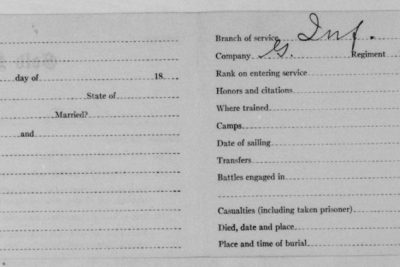 day of 18
State of
Married?
and
Branch of service Inf.
Company G. Regiment
Rank on entering service
Honors and citations
Where trained
Camps
Date of sailing
Transfers
Battles engaged in
Casualties (including taken prisoner)
Died, date and place
Place and time of burial